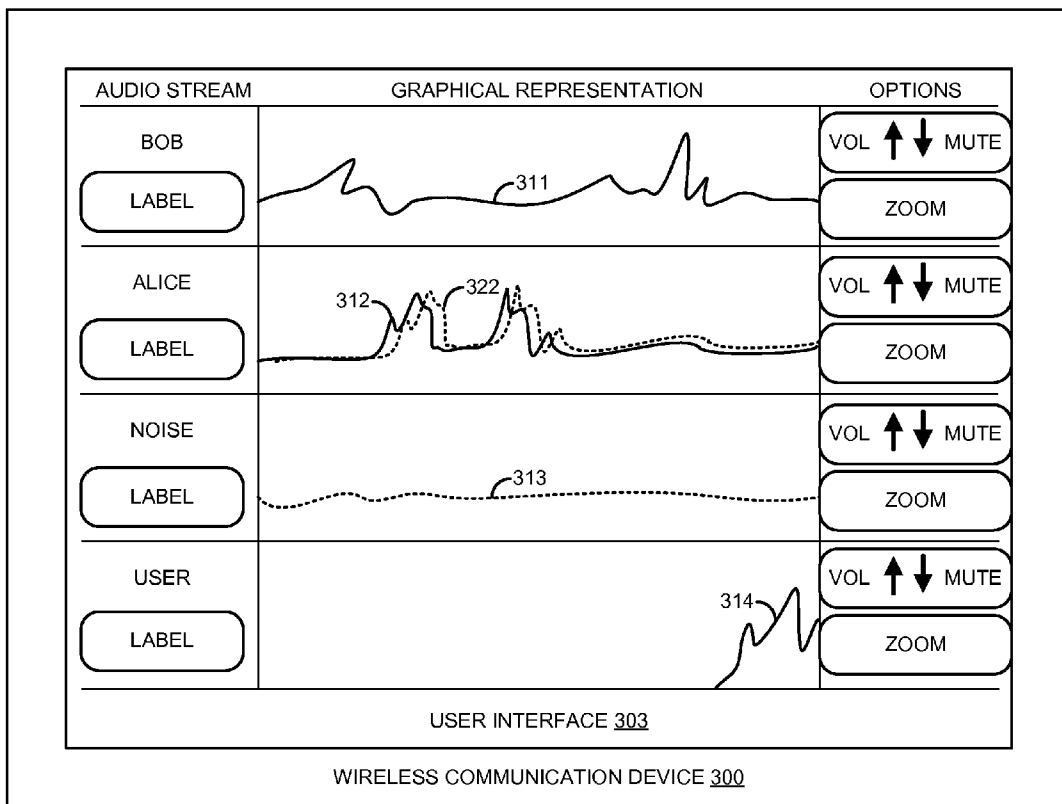 AUDIO STREAM GRAPHICAL REPRESENTATION OPTIONS
BOB
LABEL
311
VOL MUTE
ZOOM
ALICE
LABEL
312
322
VOL MUTE
ZOOM
NOISE
LABEL
313
VOL MUTE
ZOOM
USER
LABEL
314
VOL MUTE
ZOOM
USER INTERFACE 303
WIRELESS COMMUNICATION DEVICE 300